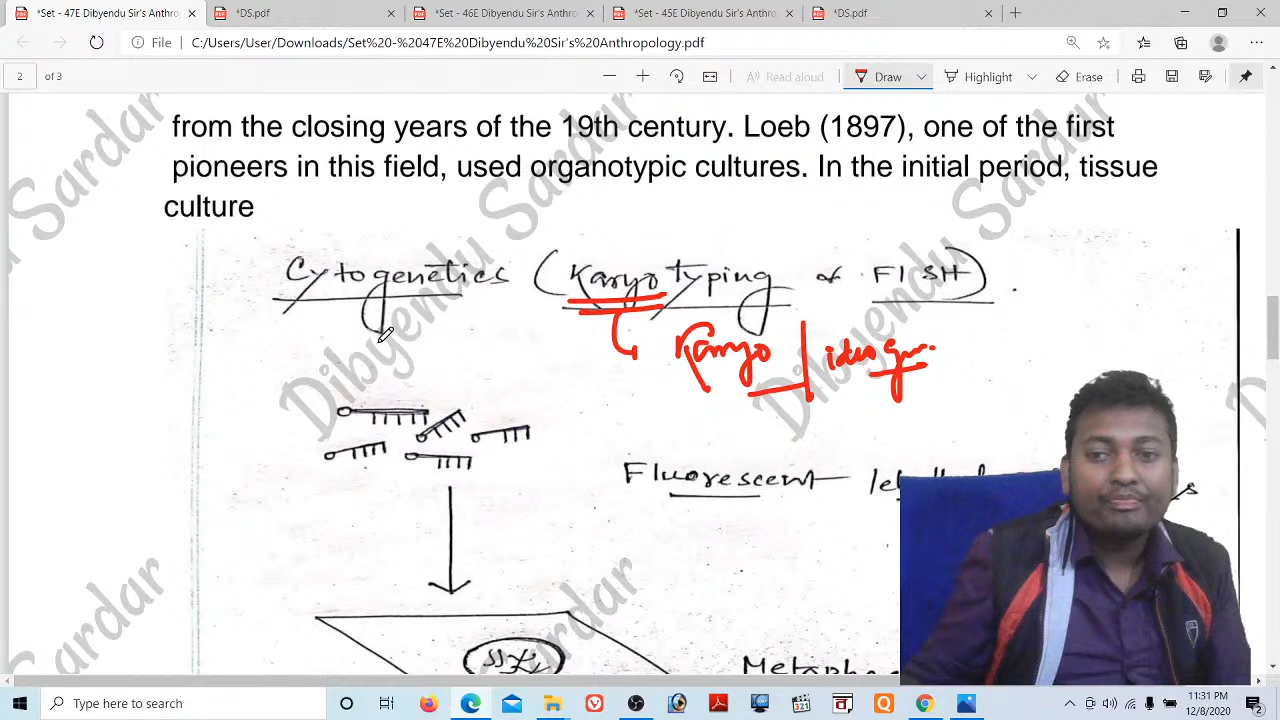 *Set - 47E Dibyendu Sir's Anthro
*DS.pdf
*Set - 46E Dibyendu Sir's Anthro
*Set - 45E Dibyendu Sir's Anthro
*DS.pdf
File | C:/Users/User/Downloads/Set%20-%2047E%20Dibyendu%20Sir's%20Anthropology.pdf
2 of 3
Read aloud
Draw
Highlight
Erase
from the closing years of the 19th century. Loeb (1897), one of the first
pioneers in this field, used organotypic cultures. In the initial period, tissue
culture
Cytogenetics (Karyotyping of FISH).
Karyo
Fluorescent
Dibyendu Sardar
Type here to search
11:31 PM
12/8/2020